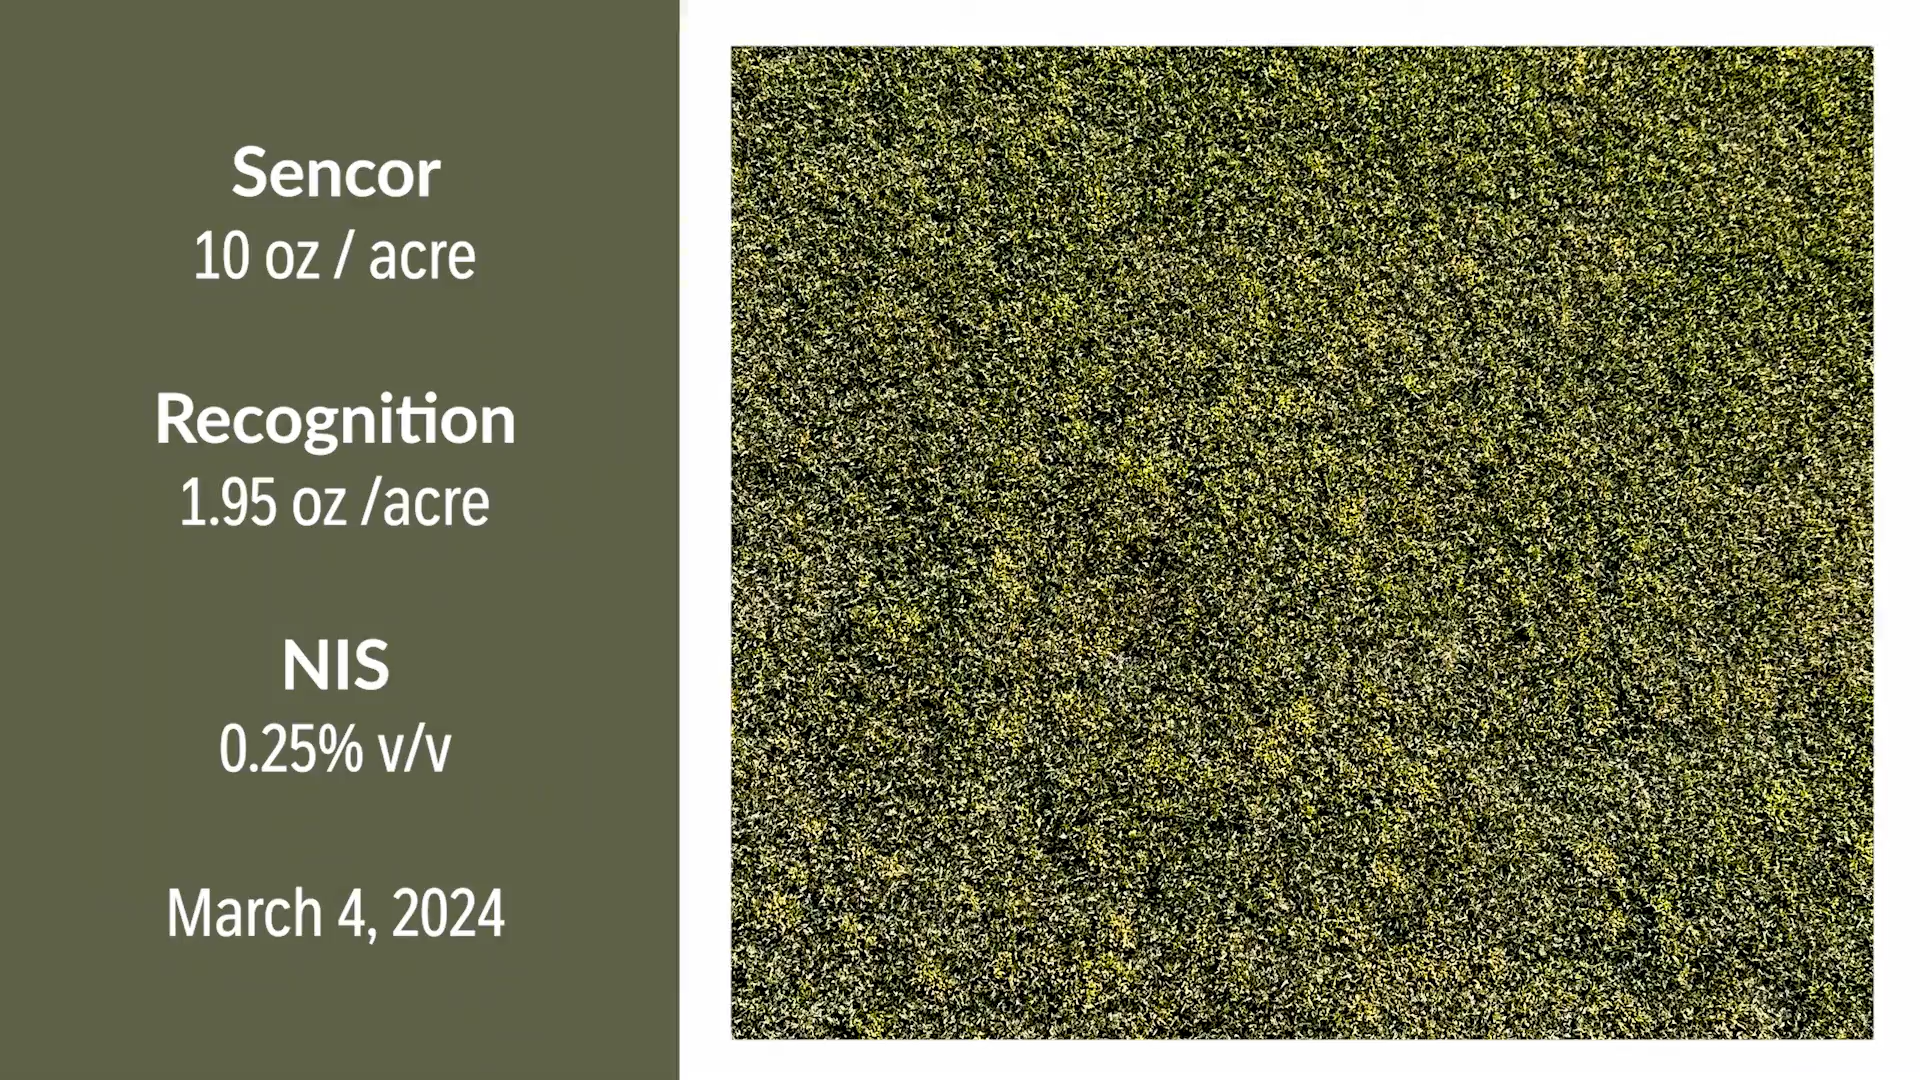 Sencor
10 oz / acre
Recognition
1.95 oz /acre
NIS
0.25% v/v
March 4, 2024